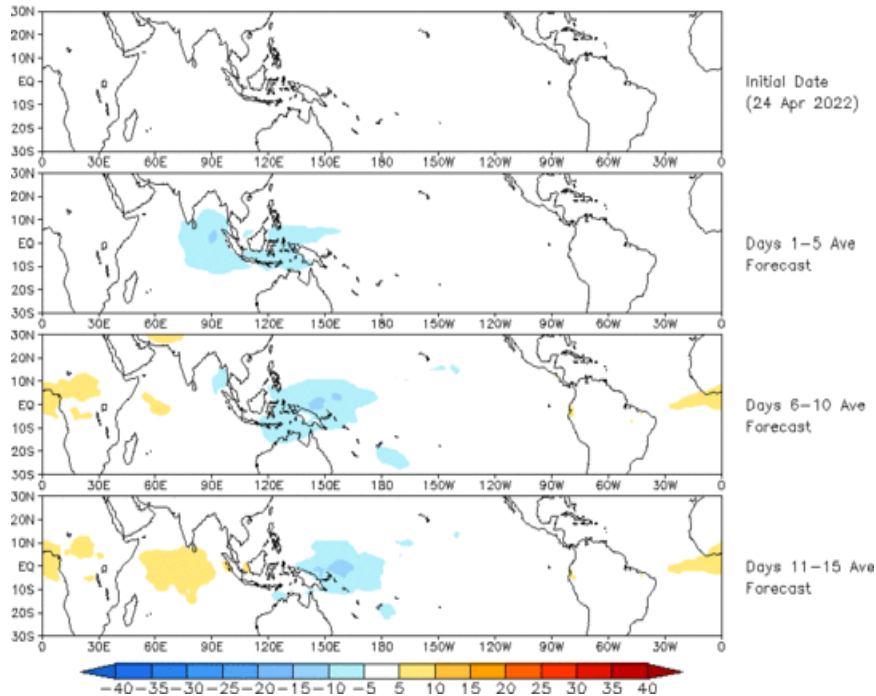 30N
20N
10N
EQ
10S
20S
30S
0 30E 60E 90E 120E 150E 180 150W 120W 90W 60W 30W 0
Initial Date
(24 Apr 2022)
30N
20N
10N
EQ
10S
20S
30S
0 30E 60E 90E 120E 150E 180 150W 120W 90W 60W 30W 0
Days 1-5 Ave
Forecast
30N
20N
10N
EQ
10S
20S
30S
0 30E 60E 90E 120E 150E 180 150W 120W 90W 60W 30W 0
Days 6-10 Ave
Forecast
30N
20N
10N
EQ
10S
20S
30S
0 30E 60E 90E 120E 150E 180 150W 120W 90W 60W 30W 0
Days 11-15 Ave
Forecast
-40 -35 -30 -25 -20 -15 -10 -5 5 10 15 20 25 30 35 40